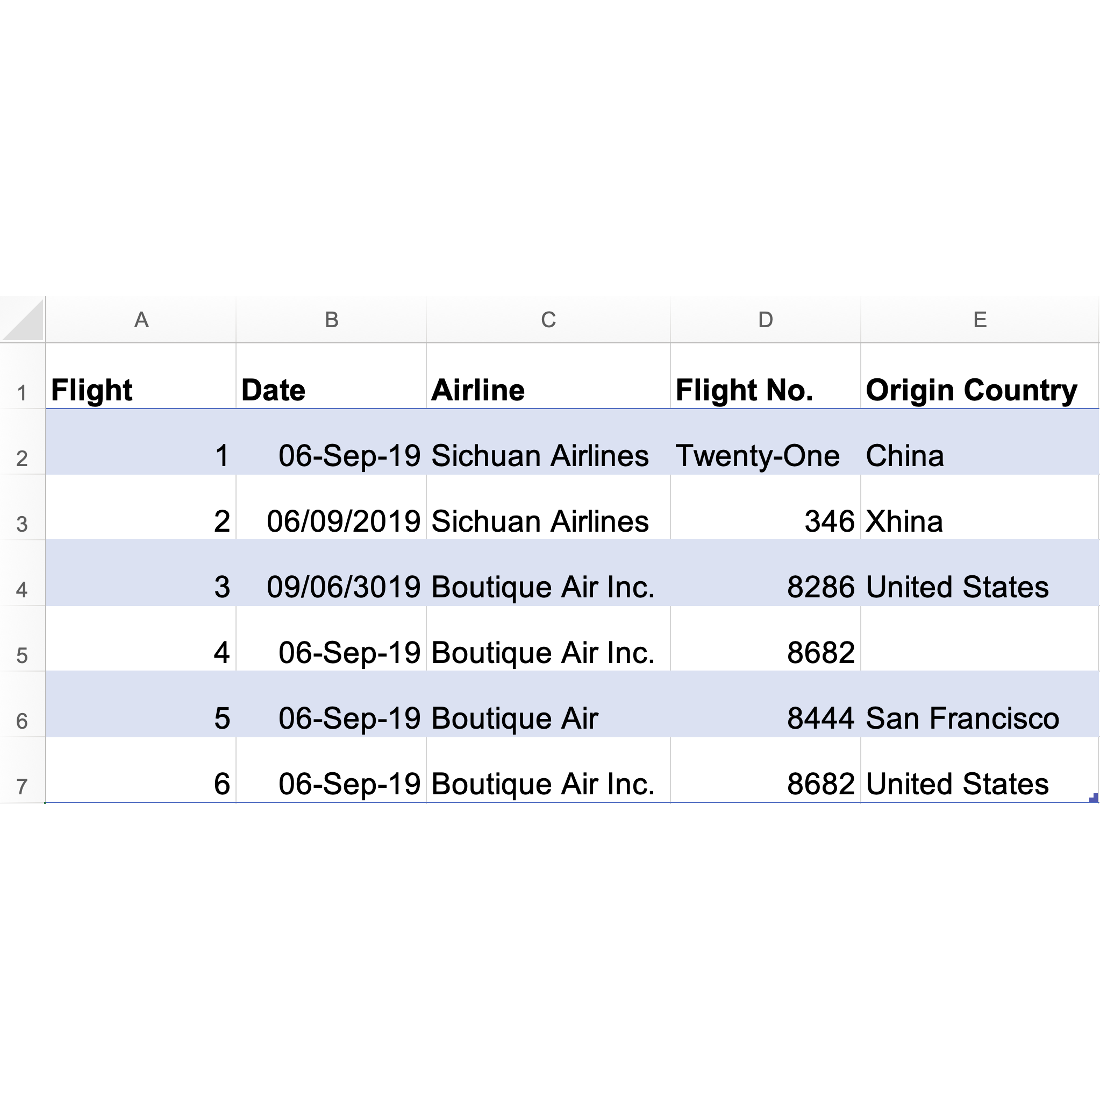 A B C D E
1 Flight Date Airline Flight No. Origin Country
2 1 06-Sep-19 Sichuan Airlines Twenty-One China
3 2 06/09/2019 Sichuan Airlines 346 Xhina
4 3 09/06/3019 Boutique Air Inc. 8286 United States
5 4 06-Sep-19 Boutique Air Inc. 8682
6 5 06-Sep-19 Boutique Air 8444 San Francisco
7 6 06-Sep-19 Boutique Air Inc. 8682 United States